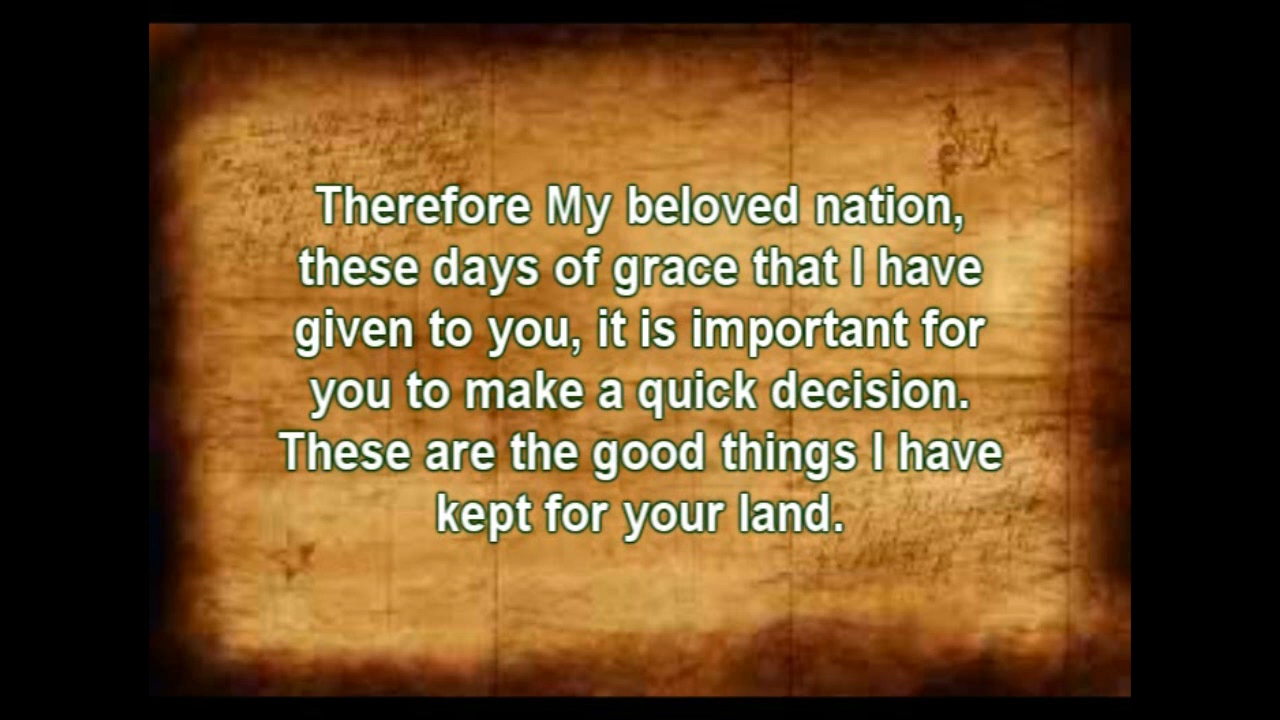 Therefore My beloved nation,
these days of grace that I have
given to you, it is important for
you to make a quick decision.
These are the good things I have
kept for your land.